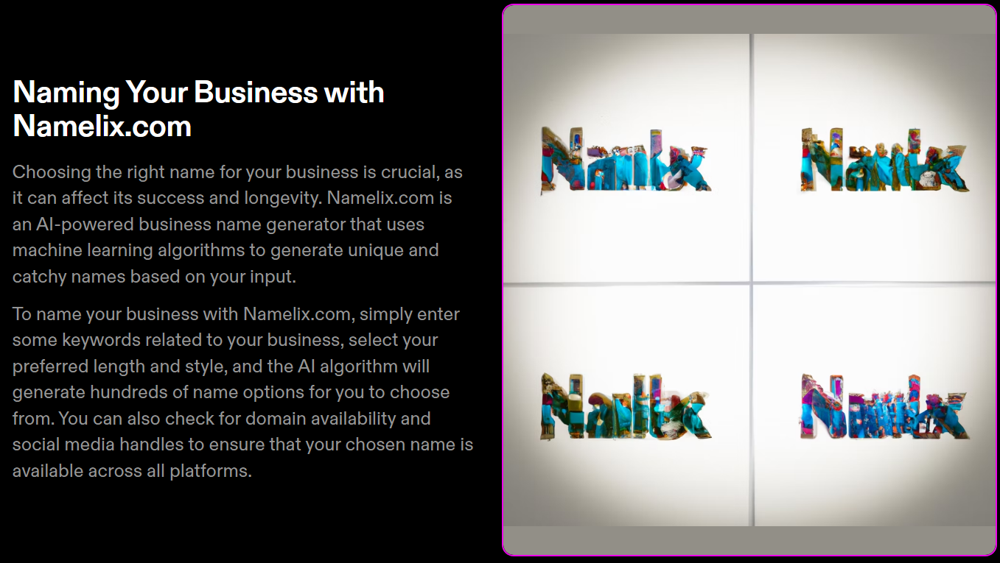 Naming Your Business with
Namelix.com
Choosing the right name for your business is crucial, as
it can affect its success and longevity. Namelix.com is
an AI-powered business name generator that uses
machine learning algorithms to generate unique and
catchy names based on your input.
To name your business with Namelix.com, simply enter
some keywords related to your business, select your
preferred length and style, and the AI algorithm will
generate hundreds of name options for you to choose
from. You can also check for domain availability and
social media handles to ensure that your chosen name is
available across all platforms.